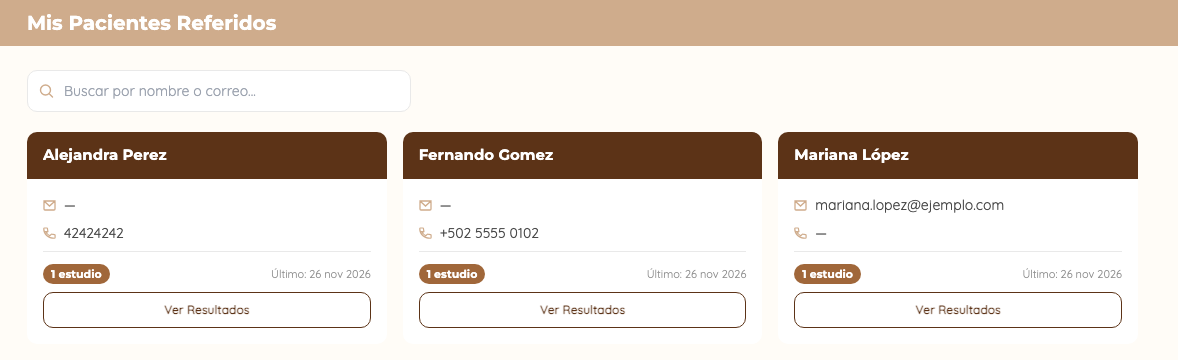 Mis Pacientes Referidos
Buscar por nombre o correo...
Alejandra Perez
—
42424242
1 estudio
Último: 26 nov 2026
Ver Resultados
Fernando Gomez
—
+502 5555 0102
1 estudio
Último: 26 nov 2026
Ver Resultados
Mariana López
mariana.lopez@ejemplo.com
—
1 estudio
Último: 26 nov 2026
Ver Resultados